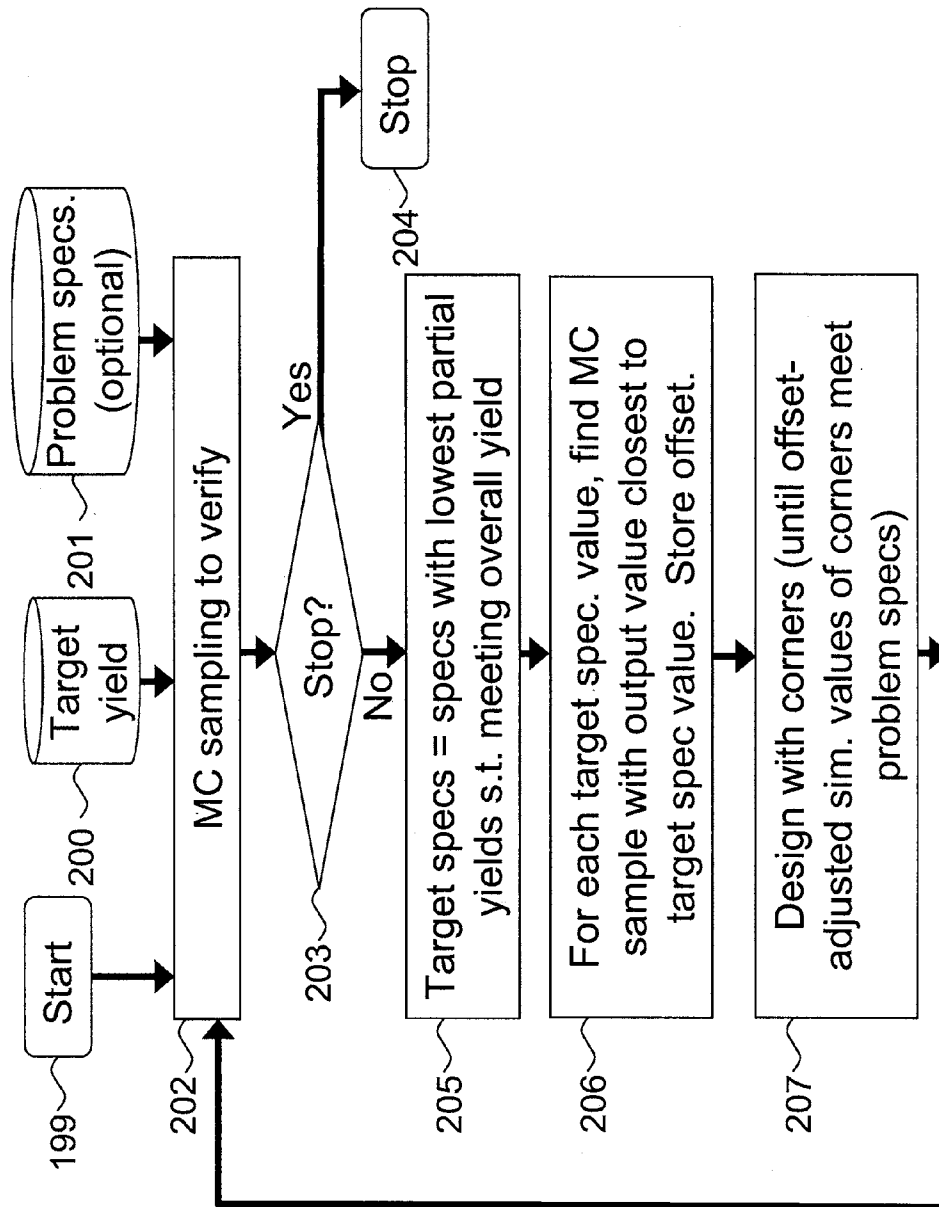 199
Start
200
Target
yield
201
Problem specs.
(optional)
202
MC sampling to verify
203
Stop?
Yes
No
204
Stop
205
Target specs = specs with lowest partial
yields s.t. meeting overall yield
206
For each target spec. value, find MC
sample with output value closest to
target spec value. Store offset.
207
Design with corners (until offset-
adjusted sim. values of corners meet
problem specs)